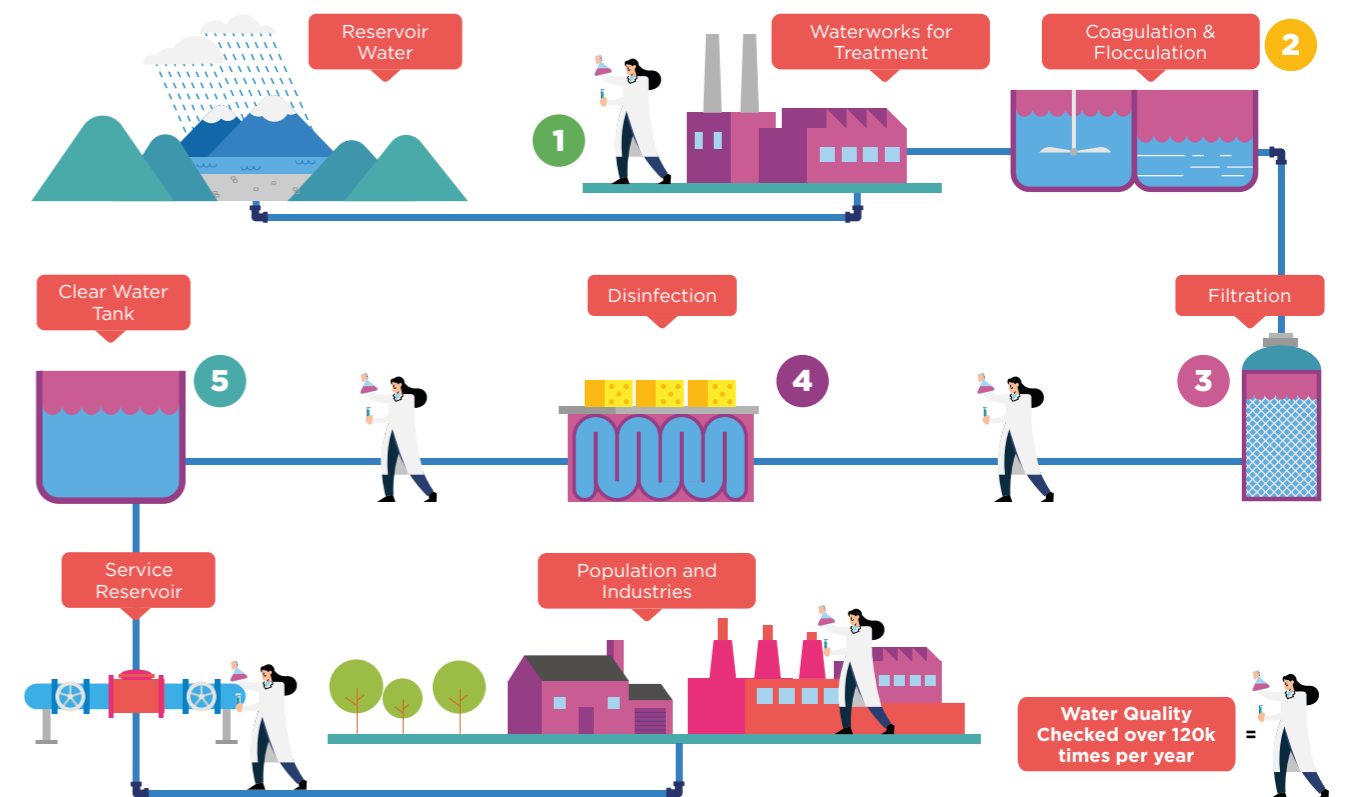 Reservoir
Water
1
Waterworks for
Treatment
Coagulation &
Flocculation
2
Clear Water
Tank
5
Disinfection
4
Filtration
3
Service
Reservoir
Population and
Industries
Water Quality
Checked over 120k
times per year
=